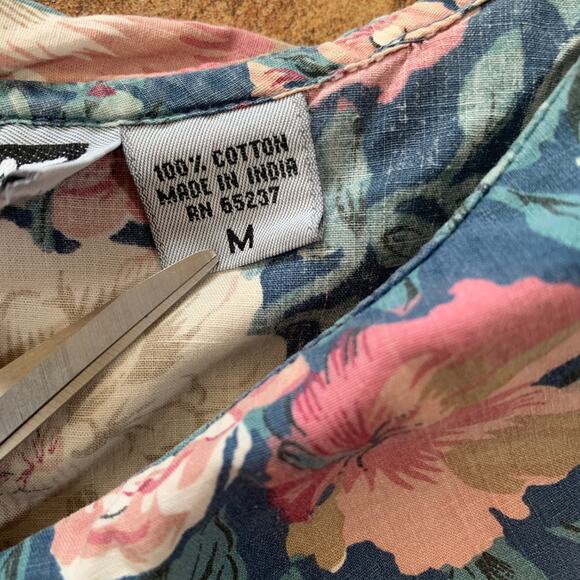 100% COTTON
MADE IN INDIA
RN 65237
M